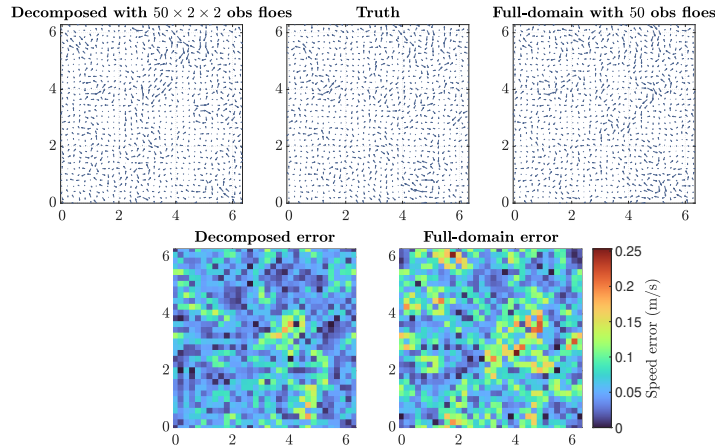 Decomposed with 50 × 2 × 2 obs floes
Truth
Full-domain with 50 obs floes
6
4
2
0
0 2 4 6
6
4
2
0
0 2 4 6
6
4
2
0
0 2 4 6
Decomposed error
Full-domain error
6
4
2
0
0 2 4 6
6
4
2
0
0 2 4 6
0.25
0.2
0.15
0.1
0.05
0
Speed error (m/s)